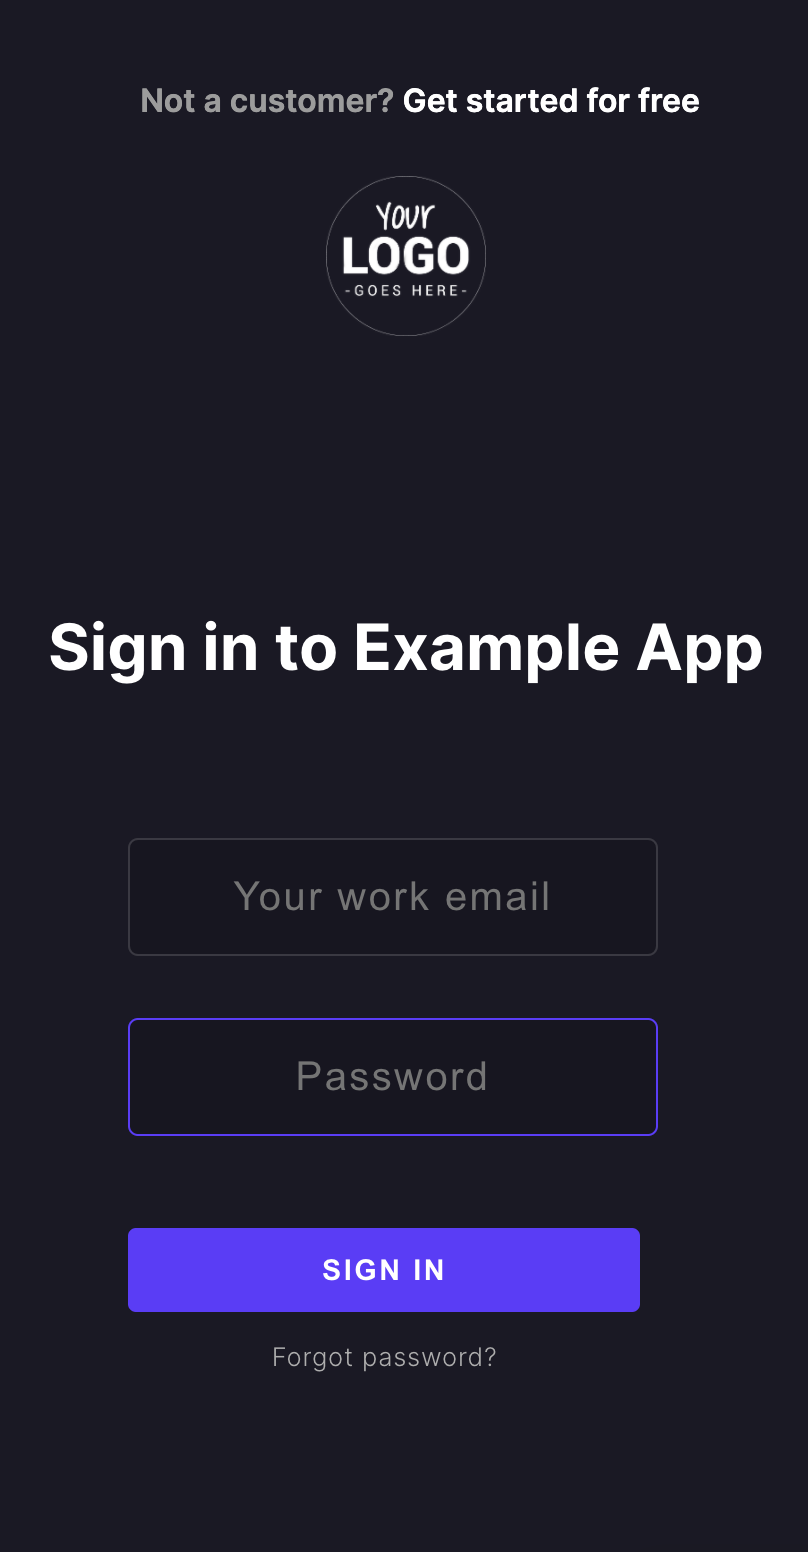 Not a customer? Get started for free
Your
LOGO
-GOES HERE-
Sign in to Example App
Your work email
Password
SIGN IN
Forgot password?